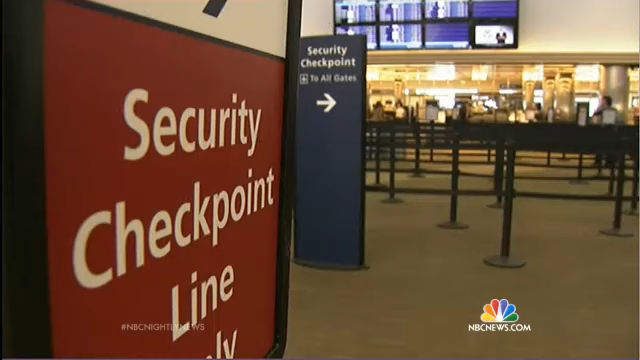 Security
Checkpoint
Line
Security
Checkpoint
To All Gates
#NBCNIGHTLYNEWS
NBCNEWS.COM